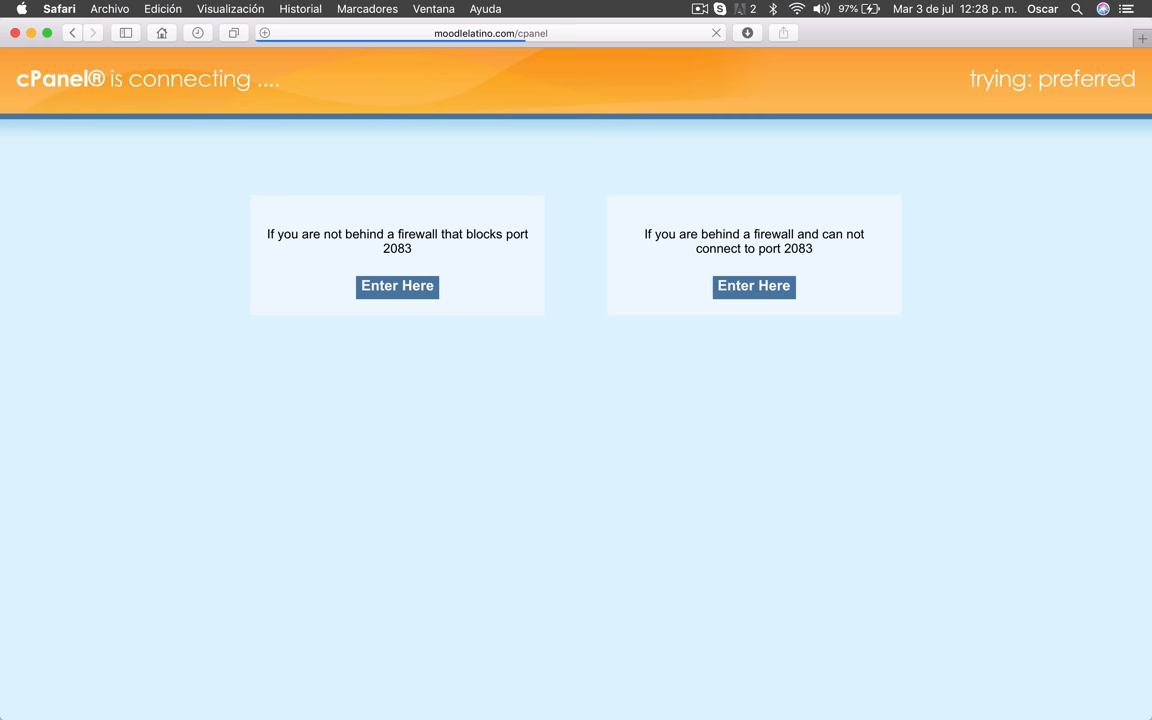 Safari Archivo Edición Visualización Historial Marcadores Ventana Ayuda 2 97% Mar 3 de jul 12:28 p. m. Oscar
moodlelatino.com/cpanel
cPanel® is connecting .... trying: preferred
If you are not behind a firewall that blocks port
2083
Enter Here
If you are behind a firewall and can not
connect to port 2083
Enter Here